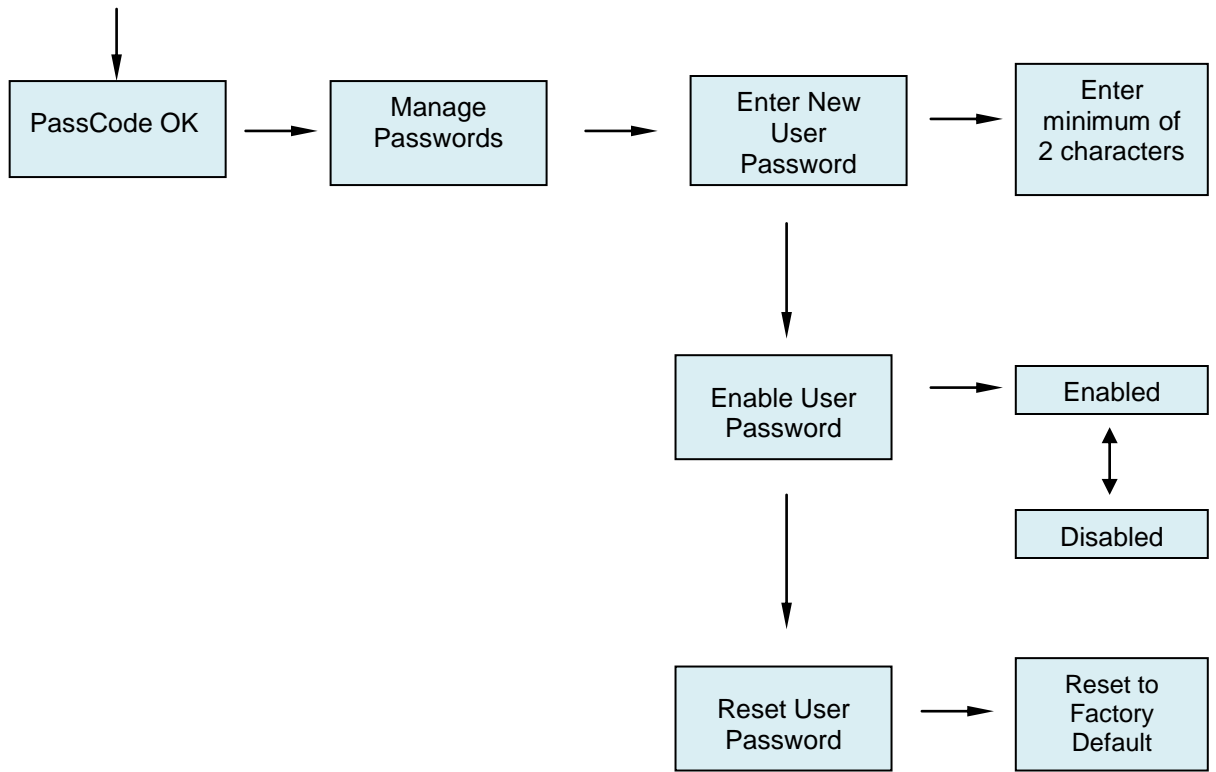 PassCode OK
Manage
Passwords
Enter New
User
Password
Enter
minimum of
2 characters
Enable User
Password
Enabled
Disabled
Reset User
Password
Reset to
Factory
Default